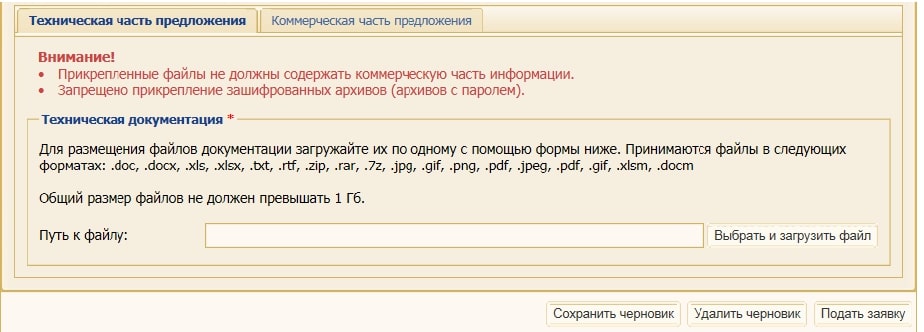 Техническая часть предложения Коммерческая часть предложения
Внимание!
• Прикрепленные файлы не должны содержать коммерческую часть информации.
• Запрещено прикрепление зашифрованных архивов (архивов с паролем).
Техническая документация *
Для размещения файлов документации загружайте их по одному с помощью формы ниже. Принимаются файлы в следующих
форматах: .doc, .docx, .xls, .xlsx, .txt, .rtf, .zip, .rar, .7z, .jpg, .gif, .png, .pdf, .jpeg, .pdf, .gif, .xlsm, .docm
Общий размер файлов не должен превышать 1 Гб.
Путь к файлу: Выбрать и загрузить файл
Сохранить черновик Удалить черновик Подать заявку